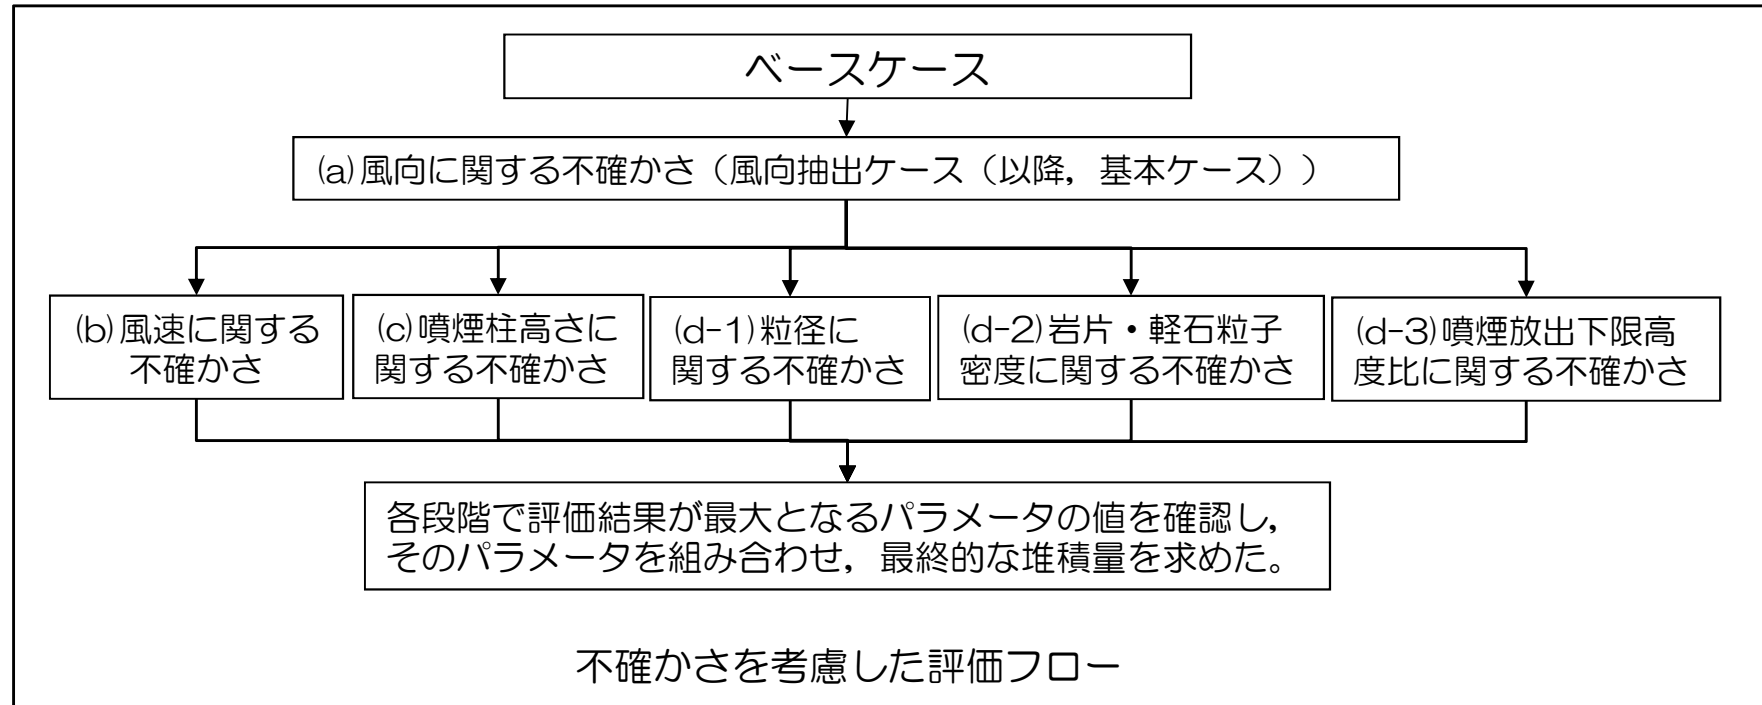 ベースケース
(a)風向に関する不確かさ（風向抽出ケース（以降，基本ケース））
(b)風速に関する
不確かさ
(c)噴煙柱高さに
関する不確かさ
(d-1)粒径に
関する不確かさ
(d-2)岩片・軽石粒子
密度に関する不確かさ
(d-3)噴煙放出下限高
度比に関する不確かさ
各段階で評価結果が最大となるパラメータの値を確認し，
そのパラメータを組み合わせ，最終的な堆積量を求めた。
不確かさを考慮した評価フロー